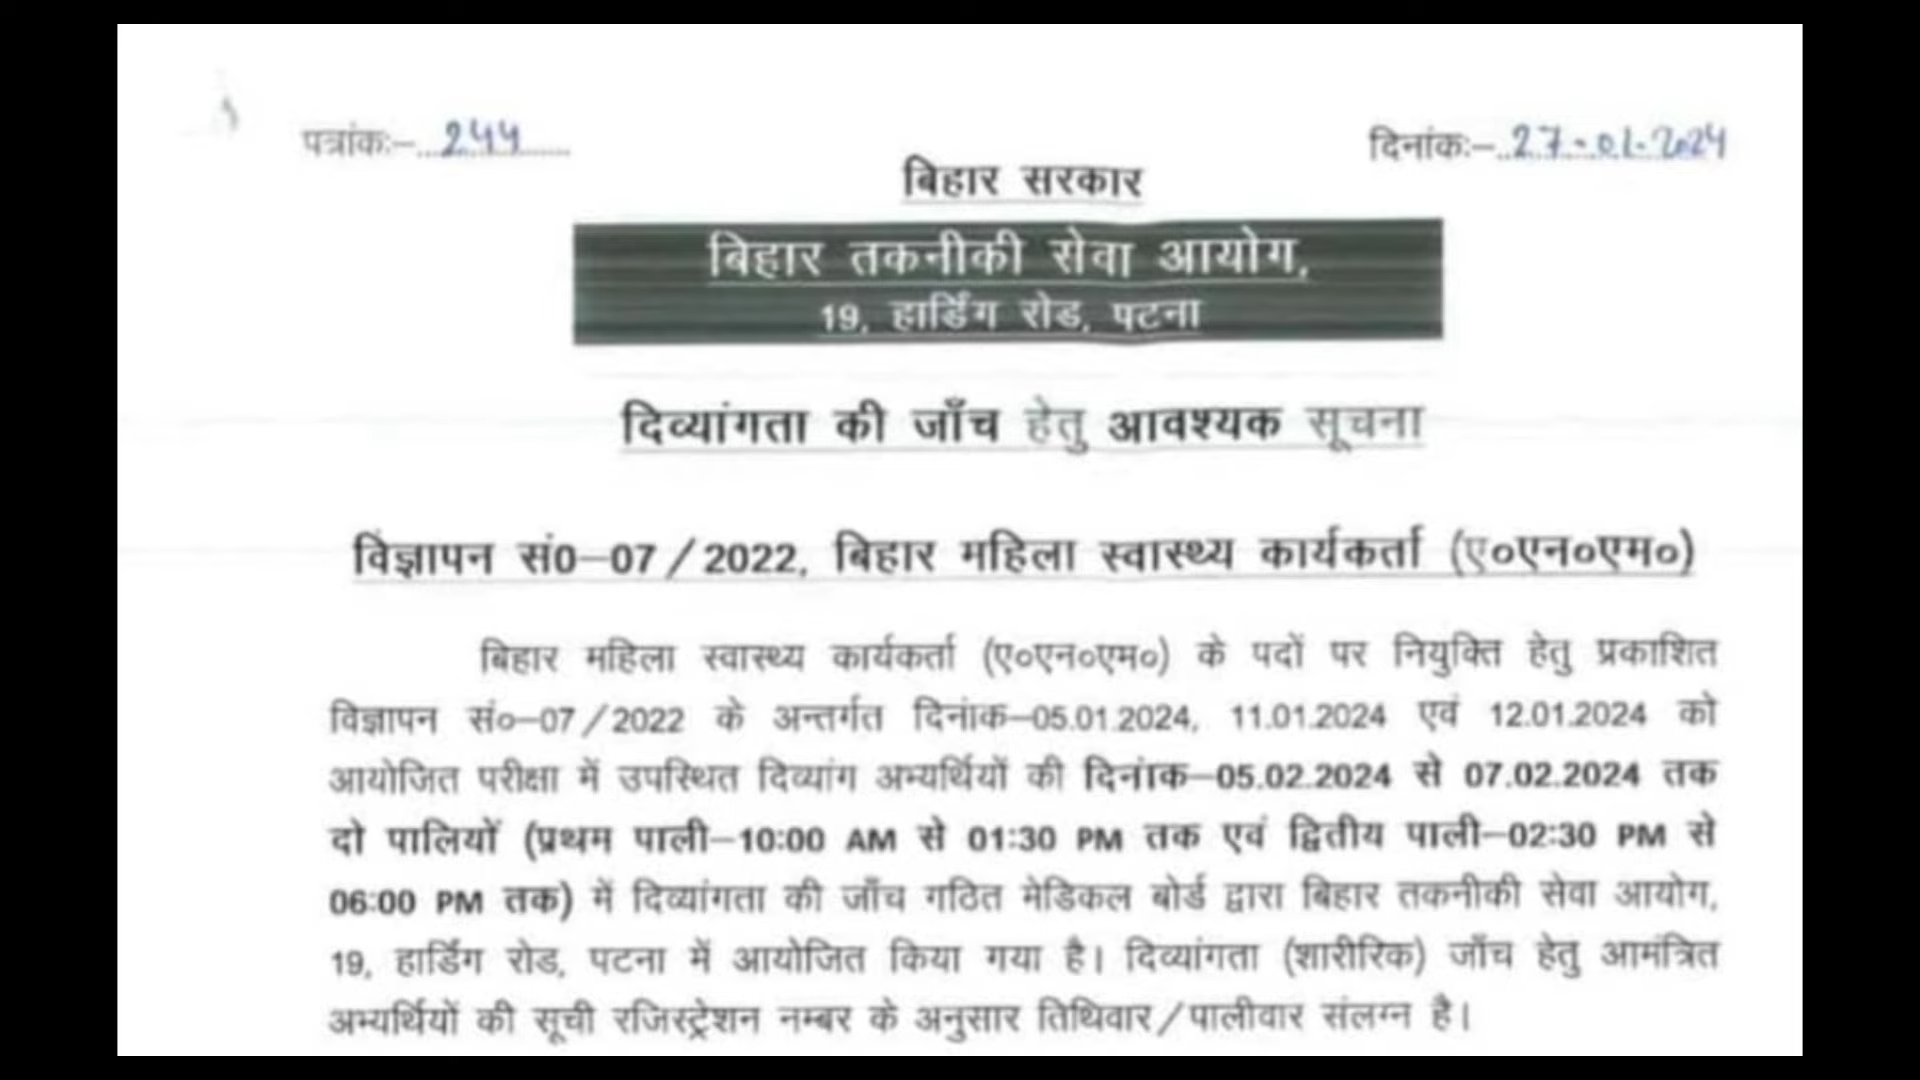 पत्रांकः–...244......
दिनांकः–..27-01-2024
बिहार सरकार
बिहार तकनीकी सेवा आयोग,
19, हार्डिंग रोड, पटना
दिव्यांगता की जाँच हेतु आवश्यक सूचना
विज्ञापन सं0–07/2022, बिहार महिला स्वास्थ्य कार्यकर्ता (ए०एन०एम०)
बिहार महिला स्वास्थ्य कार्यकर्ता (ए०एन०एम०) के पदों पर नियुक्ति हेतु प्रकाशित
विज्ञापन सं०–07/2022 के अन्तर्गत दिनांक–05.01.2024, 11.01.2024 एवं 12.01.2024 को
आयोजित परीक्षा में उपस्थित दिव्यांग अभ्यर्थियों की दिनांक–05.02.2024 से 07.02.2024 तक
दो पालियों (प्रथम पाली–10:00 AM से 01:30 PM तक एवं द्वितीय पाली–02:30 PM से
06:00 PM तक) में दिव्यांगता की जाँच गठित मेडिकल बोर्ड द्वारा बिहार तकनीकी सेवा आयोग,
19, हार्डिंग रोड, पटना में आयोजित किया गया है। दिव्यांगता (शारीरिक) जाँच हेतु आमंत्रित
अभ्यर्थियों की सूची रजिस्ट्रेशन नम्बर के अनुसार तिथिवार/पालीवार संलग्न है।